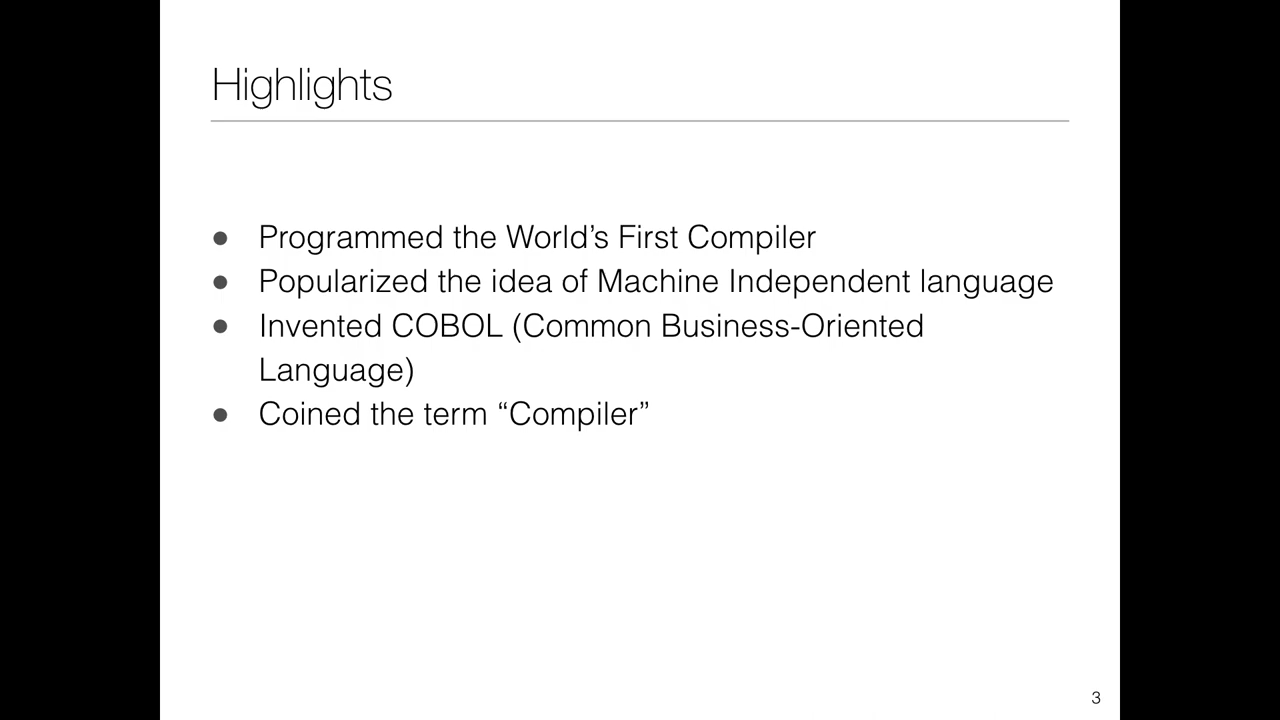 Highlights
● Programmed the World’s First Compiler
● Popularized the idea of Machine Independent language
● Invented COBOL (Common Business-Oriented
Language)
● Coined the term “Compiler”
3